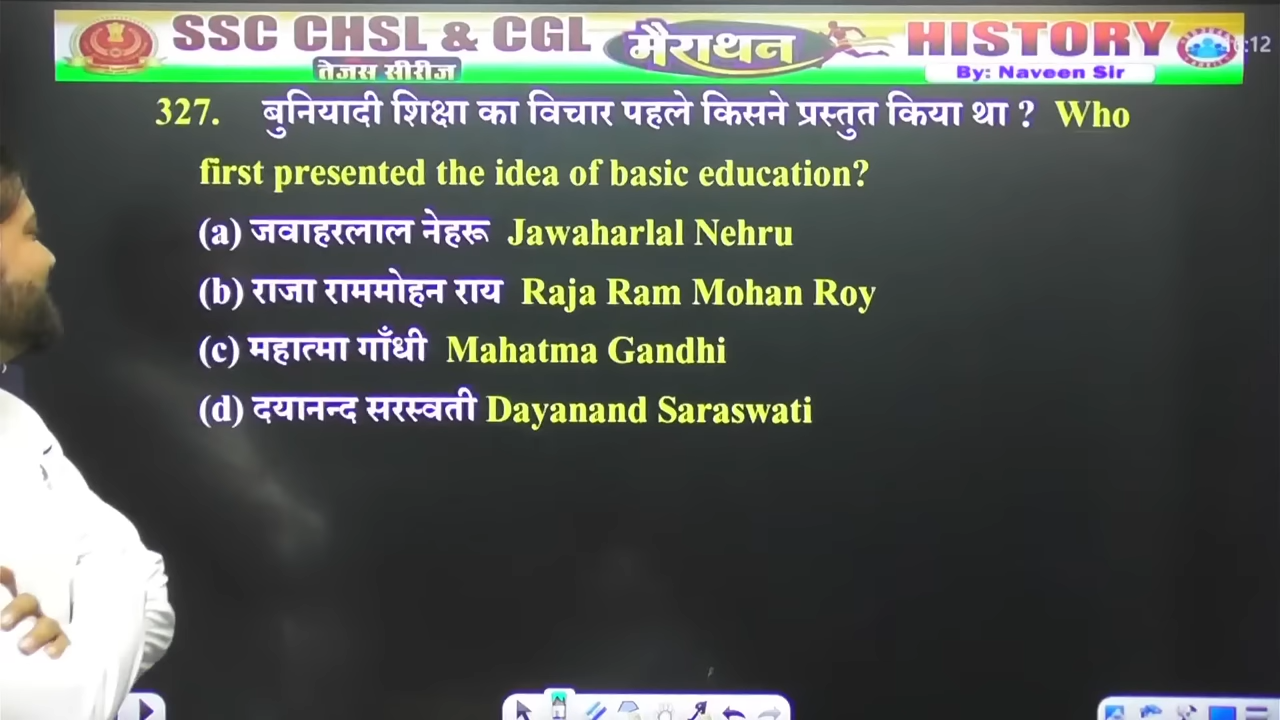 SSC CHSL & CGL मैराथन HISTORY
तेजस सीरीज By: Naveen Sir
327. बुनियादी शिक्षा का विचार पहले किसने प्रस्तुत किया था ? Who
first presented the idea of basic education?
(a) जवाहरलाल नेहरू Jawaharlal Nehru
(b) राजा राममोहन राय Raja Ram Mohan Roy
(c) महात्मा गाँधी Mahatma Gandhi
(d) दयानन्द सरस्वती Dayanand Saraswati